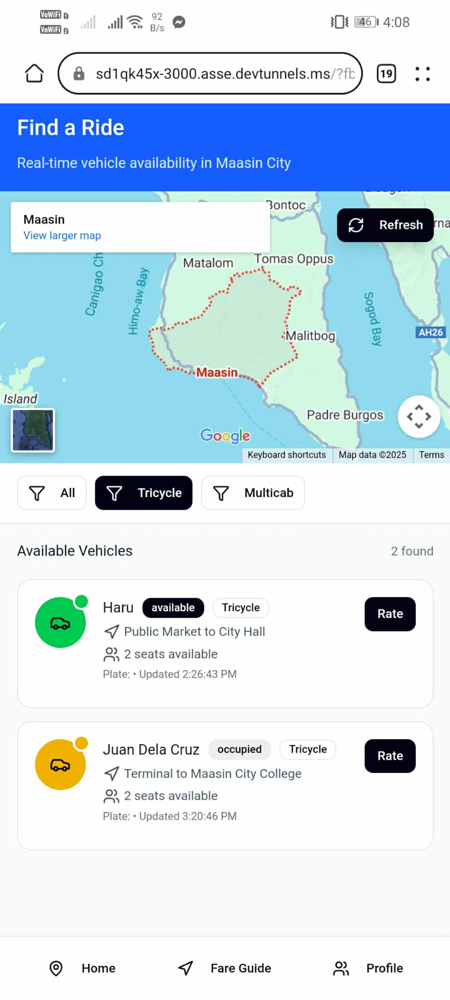 VoWiFi 1
VoWiFi 2
92
B/s
46
4:08
sd1qk45x-3000.asse.devtunnels.ms/?fb
19
Find a Ride
Real-time vehicle availability in Maasin City
Maasin
View larger map
Bontoc
Refresh
Matalom
Tomas Oppus
Canigao Ch
Himo-aw Bay
Sogod Bay
AH26
Malitbog
Maasin
Island
Padre Burgos
Google
Keyboard shortcuts
Map data ©2025
Terms
All
Tricycle
Multicab
Available Vehicles
2 found
Haru
available
Tricycle
Rate
Public Market to City Hall
2 seats available
Plate: • Updated 2:26:43 PM
Juan Dela Cruz
occupied
Tricycle
Rate
Terminal to Maasin City College
2 seats available
Plate: • Updated 3:20:46 PM
Home
Fare Guide
Profile